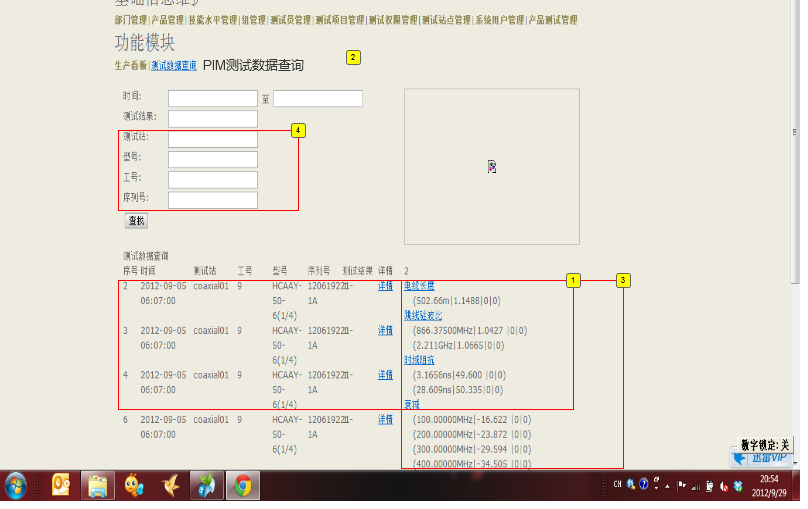 基础信息维护
部门管理|产品管理|技能水平管理|组管理|测试员管理|测试项目管理|测试权限管理|测试站点管理|系统用户管理|产品测试管理
功能模块
生产看板|测试数据查询 PIM测试数据查询
2
时间: 至
测试结果:
4
测试站:
型号:
工号:
序列号:
查找
测试数据查询
序号 时间 测试站 工号 型号 序列号 测试结果 详情 2
1
3
2 2012-09-05 06:07:00 coaxial01 9 HCAAY-50-6(1/4) 详情
3 2012-09-05 06:07:00 coaxial01 9 HCAAY-50-6(1/4) 详情
4 2012-09-05 06:07:00 coaxial01 9 HCAAY-50-6(1/4) 详情
6 2012-09-05 06:07:00 coaxial01 9 HCAAY-50-6(1/4) 详情
电缆长度
(502.66m|1.1488|0|0)
跳线驻波比
(866.37500MHz|1.0427 |0|0)
(2.211GHz|1.0665|0|0)
时域阻抗
(3.1656ns|49.600 |0|0)
(28.609ns|50.335|0|0)
衰减
(100.00000MHz|-16.622 |0|0)
(200.00000MHz|-23.872 |0|0)
(300.00000MHz|-29.594 |0|0)
(400.00000MHz|-34.505 |0|0)
数字锁定: 关
迅雷VIP
CH
20:54
2012/9/29